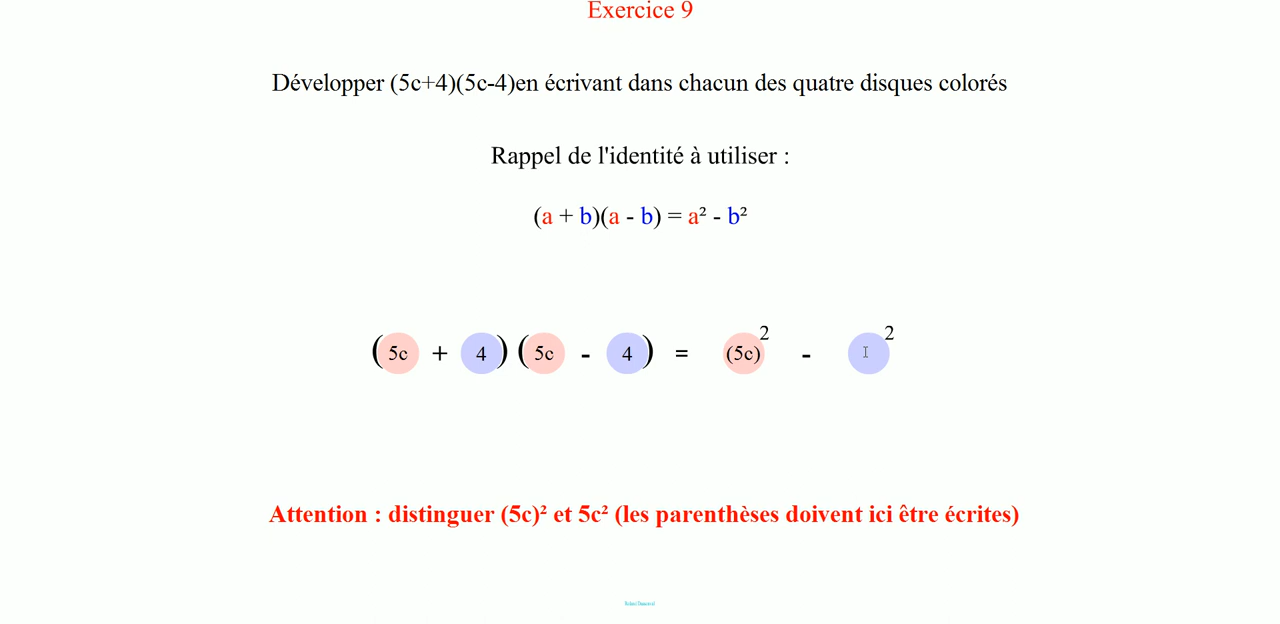 Exercice 9
Développer (5c+4)(5c-4)en écrivant dans chacun des quatre disques colorés
Rappel de l'identité à utiliser :
(a + b)(a - b) = a² - b²
(5c + 4) (5c - 4) = (5c)² - ²
Attention : distinguer (5c)² et 5c² (les parenthèses doivent ici être écrites)